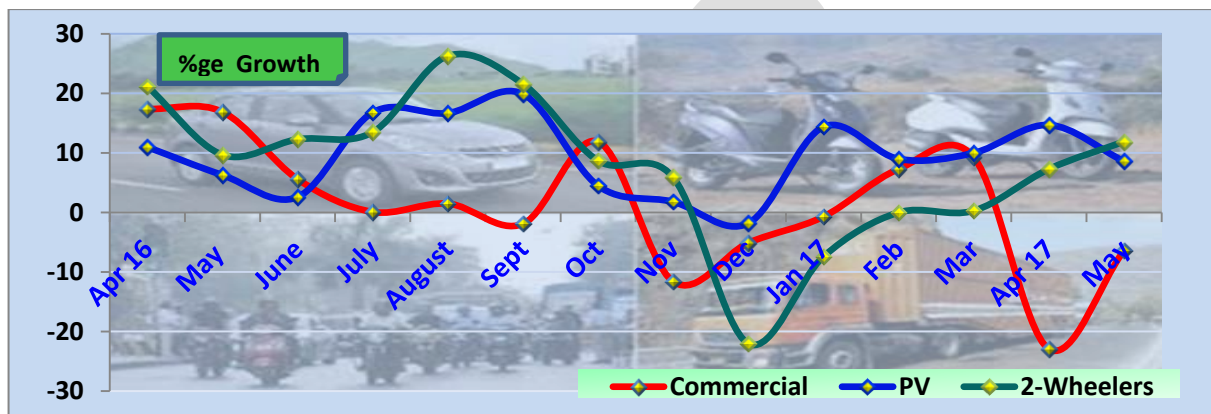 30
%ge Growth
20
10
0
-10
-20
-30
Apr 16 May June July August Sept Oct Nov Dec Jan 17 Feb Mar Apr 17 May
Commercial PV 2-Wheelers